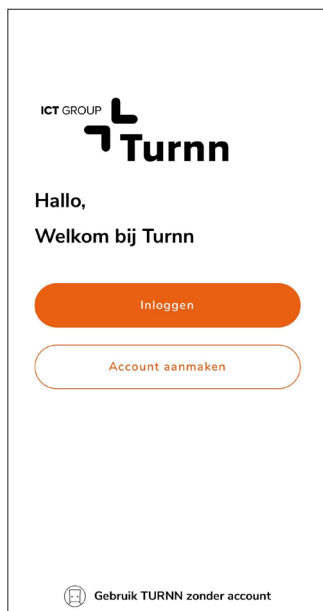 ICT GROUP
Turnn
Hallo,
Welkom bij Turnn
Inloggen
Account aanmaken
Gebruik TURNN zonder account